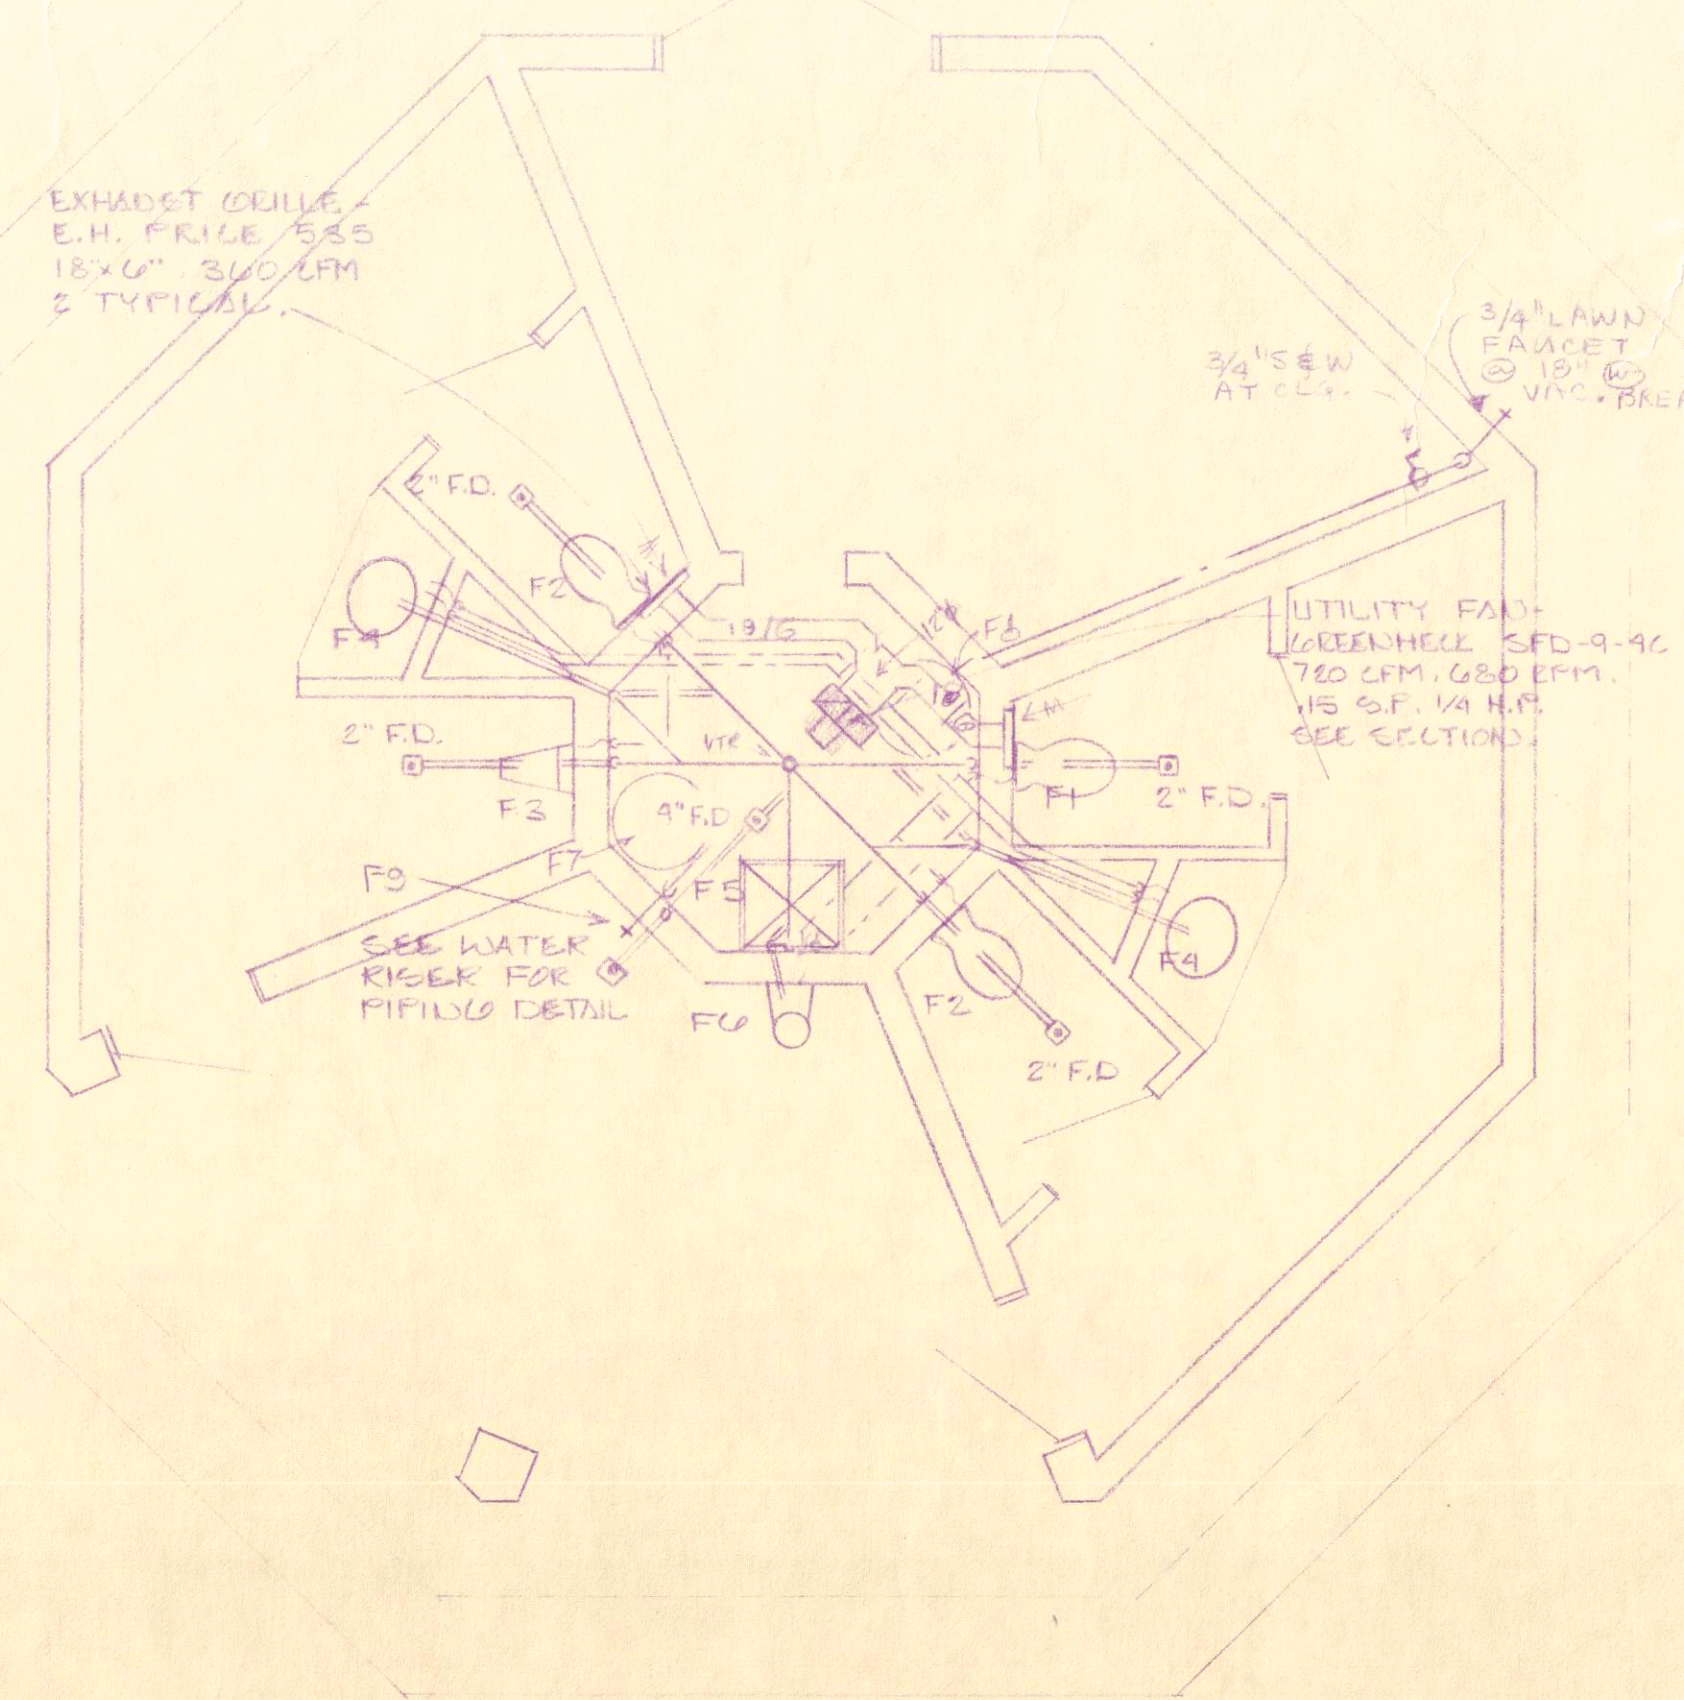 EXHAUST GRILLE -
E.H. PRICE 535
18"x6" 360 CFM
2 TYPICAL.
3/4" LAWN
FAUCET
@ 18" W
VAC. BREA
3/4" S & W
AT CLG.
2" F.D.
F2
F4
18/6
12"
F8
UTILITY FAN -
GREENHECK SFD-9-4C
720 CFM. 680 RPM.
.15 S.P. 1/4 H.P.
SEE SECTION.
2" F.D.
VTR
F3
4" F.D
F1
2" F.D.
F7
F9
F5
SEE WATER
RISER FOR
PIPING DETAIL
F6
F2
F4
2" F.D